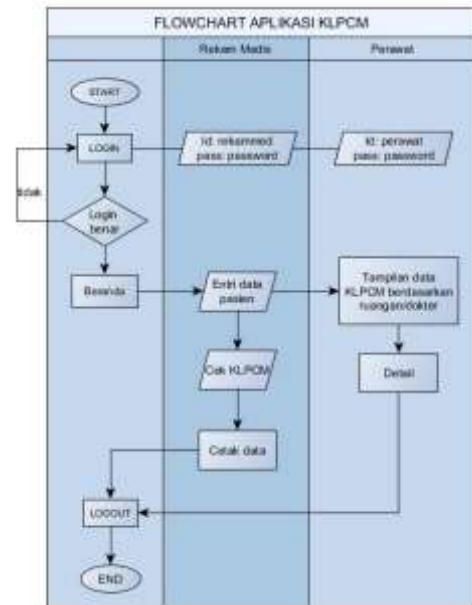 FLOWCHART APLIKASI KLPCM
Rekam Medis
Perawat
START
LOGIN
Id: rekammed
pass: password
Id: perawat
pass: password
tidak
Login
benar
Beranda
Entri data
pasien
Tampilan data
KLPCM berdasarkan
ruangan/dokter
Cek KLPCM
Detail
Cetak data
LOGOUT
END